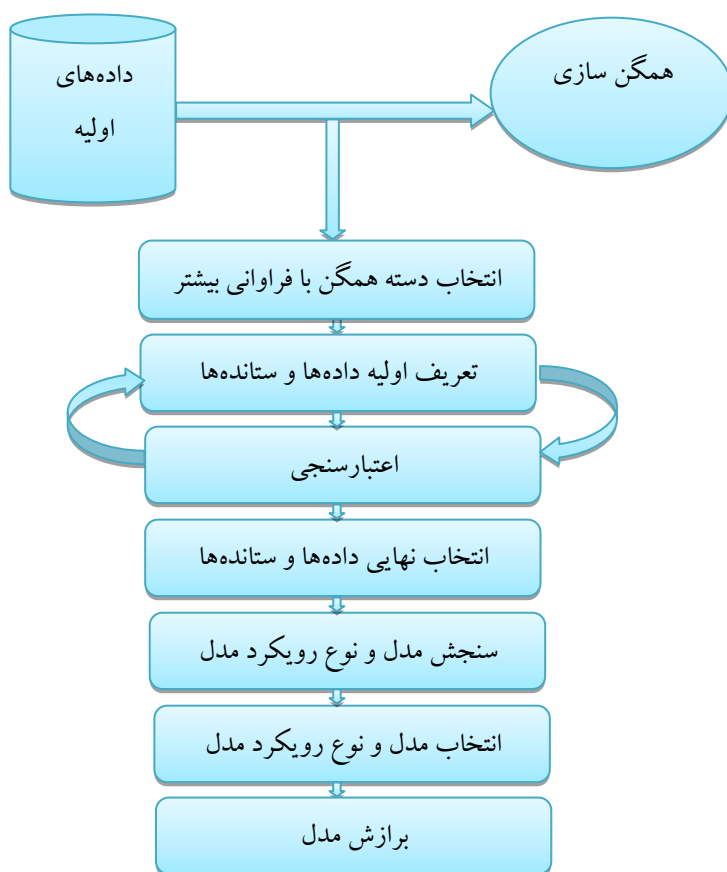 همگن سازی
داده‌های
اولیه
انتخاب دسته همگن با فراوانی بیشتر
تعریف اولیه داده‌ها و ستانده‌ها
اعتبارسنجی
انتخاب نهایی داده‌ها و ستانده‌ها
سنجش مدل و نوع رویکرد مدل
انتخاب مدل و نوع رویکرد مدل
برازش مدل